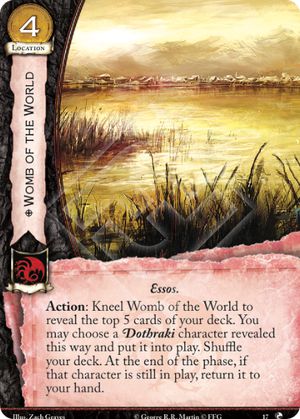 4
LOCATION
WOMB OF THE WORLD
Essos.
Action: Kneel Womb of the World to
reveal the top 5 cards of your deck. You
may choose a Dothraki character revealed
this way and put it into play. Shuffle
your deck. At the end of the phase, if
that character is still in play, return it to
your hand.
Illus. Zach Graves
© George R.R. Martin © FFG
17